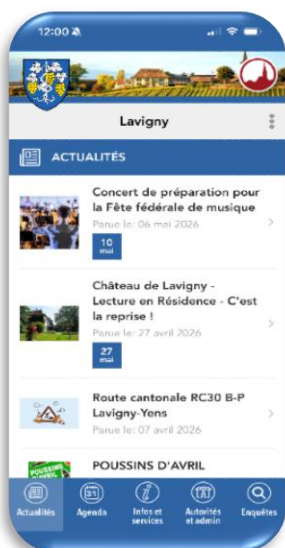 12:00
Lavigny
ACTUALITÉS
Concert de préparation pour
la Fête fédérale de musique
Parue le: 06 mai 2026
10
mai
Château de Lavigny -
Lecture en Résidence - C'est
la reprise !
Parue le: 27 avril 2026
27
mai
Route cantonale RC30 B-P
Lavigny-Yens
Parue le: 07 avril 2026
POUSSINS
D'AVRIL
POUSSINS D'AVRIL
31
Actualités
Agenda
Infos et
services
Autorités
et admin
Enquêtes